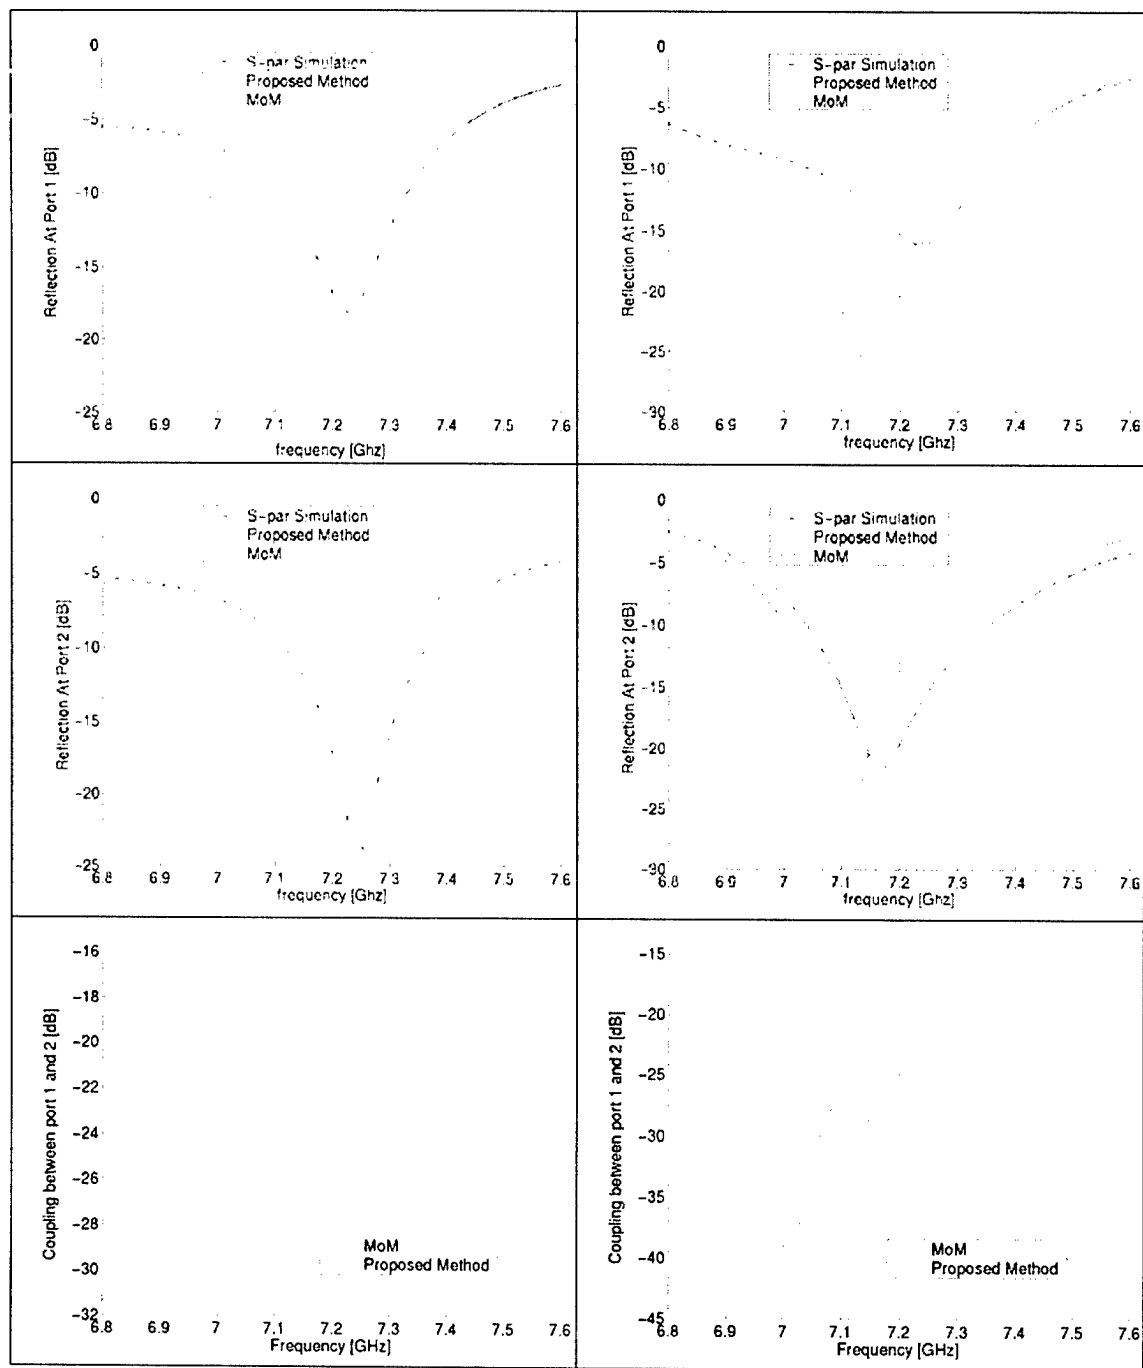 0
S-par Simulation
Proposed Method
MoM
-5
-10
-15
-20
-25
Reflection At Port 1 [dB]
6.8 6.9 7 7.1 7.2 7.3 7.4 7.5 7.6
frequency [Ghz]
0
S-par Simulation
Proposed Method
MoM
-5
-10
-15
-20
-25
-30
Reflection At Port 1 [dB]
6.8 6.9 7 7.1 7.2 7.3 7.4 7.5 7.6
frequency [Ghz]
0
S-par Simulation
Proposed Method
MoM
-5
-10
-15
-20
-25
Reflection At Port 2 [dB]
6.8 6.9 7 7.1 7.2 7.3 7.4 7.5 7.6
frequency [Ghz]
0
S-par Simulation
Proposed Method
MoM
-5
-10
-15
-20
-25
-30
Reflection At Port 2 [dB]
6.8 6.9 7 7.1 7.2 7.3 7.4 7.5 7.6
frequency [Ghz]
-16
-18
-20
-22
-24
-26
-28
-30
-32
Coupling between port 1 and 2 [dB]
MoM
Proposed Method
6.8 6.9 7 7.1 7.2 7.3 7.4 7.5 7.6
Frequency [GHz]
-15
-20
-25
-30
-35
-40
-45
Coupling between port 1 and 2 [dB]
MoM
Proposed Method
6.8 6.9 7 7.1 7.2 7.3 7.4 7.5 7.6
Frequency [GHz]